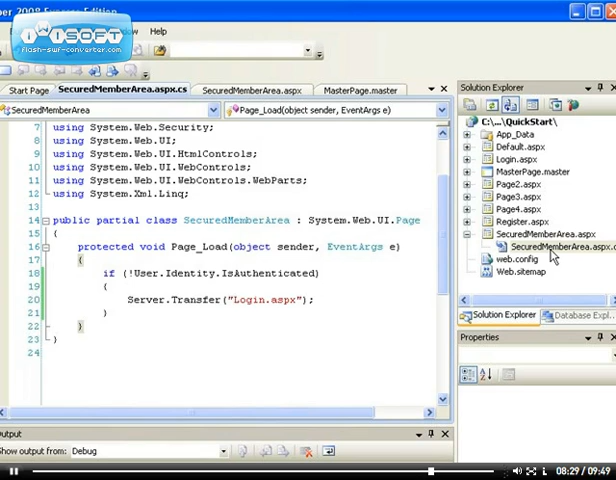 ber 2008 Express Edition
iWiSOFT
flash-swf-converter.com
Help
Start Page
SecuredMemberArea.aspx.cs
SecuredMemberArea.aspx
MasterPage.master
SecuredMemberArea
Page_Load(object sender, EventArgs e)
7 using System.Web.Security;
8 using System.Web.UI;
9 using System.Web.UI.HtmlControls;
10 using System.Web.UI.WebControls;
11 using System.Web.UI.WebControls.WebParts;
12 using System.Xml.Linq;
13
14 public partial class SecuredMemberArea : System.Web.UI.Page
15 {
16 protected void Page_Load(object sender, EventArgs e)
17 {
18 if (!User.Identity.IsAuthenticated)
19 {
20 Server.Transfer("Login.aspx");
21 }
22 }
23 }
24
Output
Show output from: Debug
Solution Explorer
C:\...\QuickStart\
App_Data
Default.aspx
Login.aspx
MasterPage.master
Page2.aspx
Page3.aspx
Page4.aspx
Register.aspx
SecuredMemberArea.aspx
SecuredMemberArea.aspx.c
web.config
Web.sitemap
Solution Explorer
Database Expl...
Properties
08:29 / 09:49